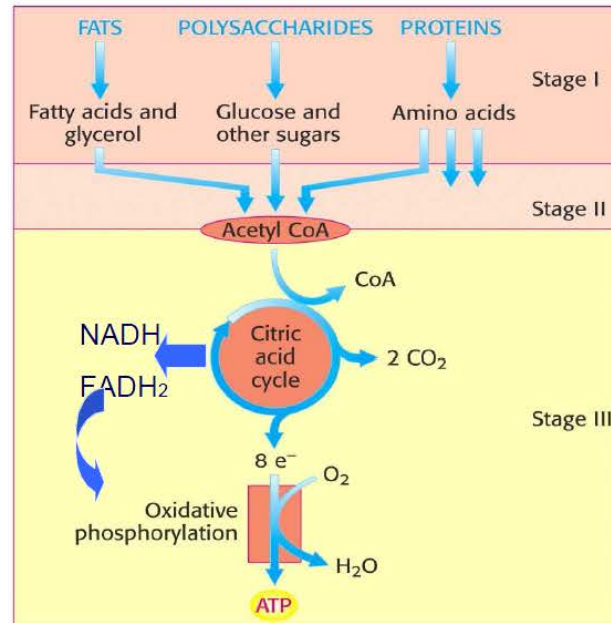 FATS POLYSACCHARIDES PROTEINS
Stage I
Fatty acids and glycerol
Glucose and other sugars
Amino acids
Stage II
Acetyl CoA
CoA
NADH
Citric acid cycle
2 CO₂
FADH₂
Stage III
8 e⁻
O₂
Oxidative phosphorylation
H₂O
ATP